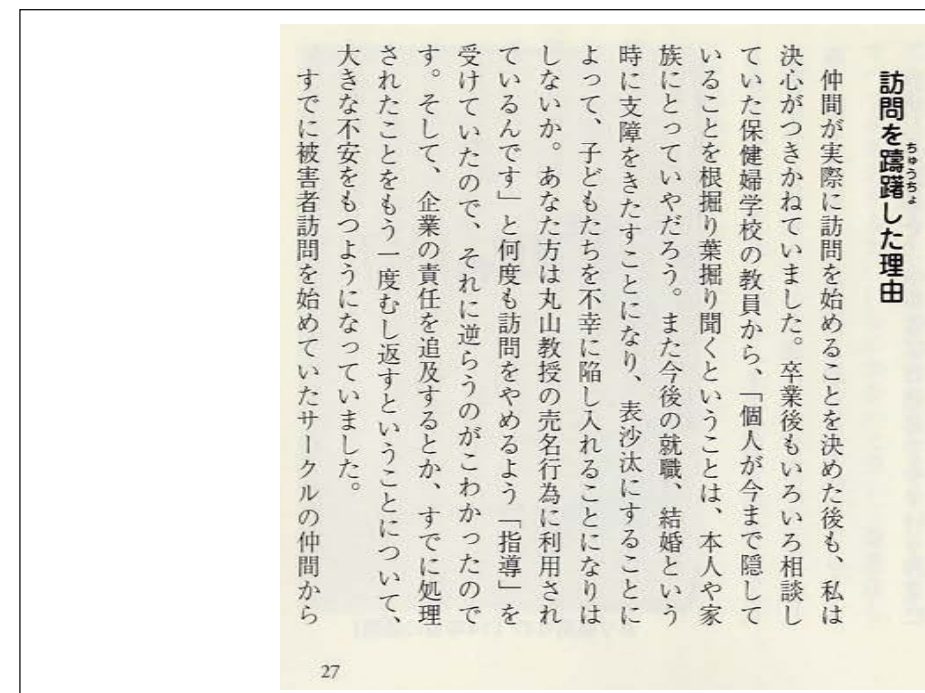 訪問を躊躇した理由
ちゅうちょ
仲間が実際に訪問を始めることを決めた後も、私は
決心がつきかねていました。卒業後もいろいろ相談し
ていた保健婦学校の教員から、「個人が今まで隠して
いることを根掘り葉掘り聞くということは、本人や家
族にとっていやだろう。また今後の就職、結婚という
時に支障をきたすことになり、表沙汰にすることに
よって、子どもたちを不幸に陥し入れることになりは
しないか。あなた方は丸山教授の売名行為に利用され
ているんです」と何度も訪問をやめるよう「指導」を
受けていたので、それに逆らうのがこわかったので
す。そして、企業の責任を追及するとか、すでに処理
されたことをもう一度むし返すということについて、
大きな不安をもつようになっていました。
すでに被害者訪問を始めていたサークルの仲間から
27